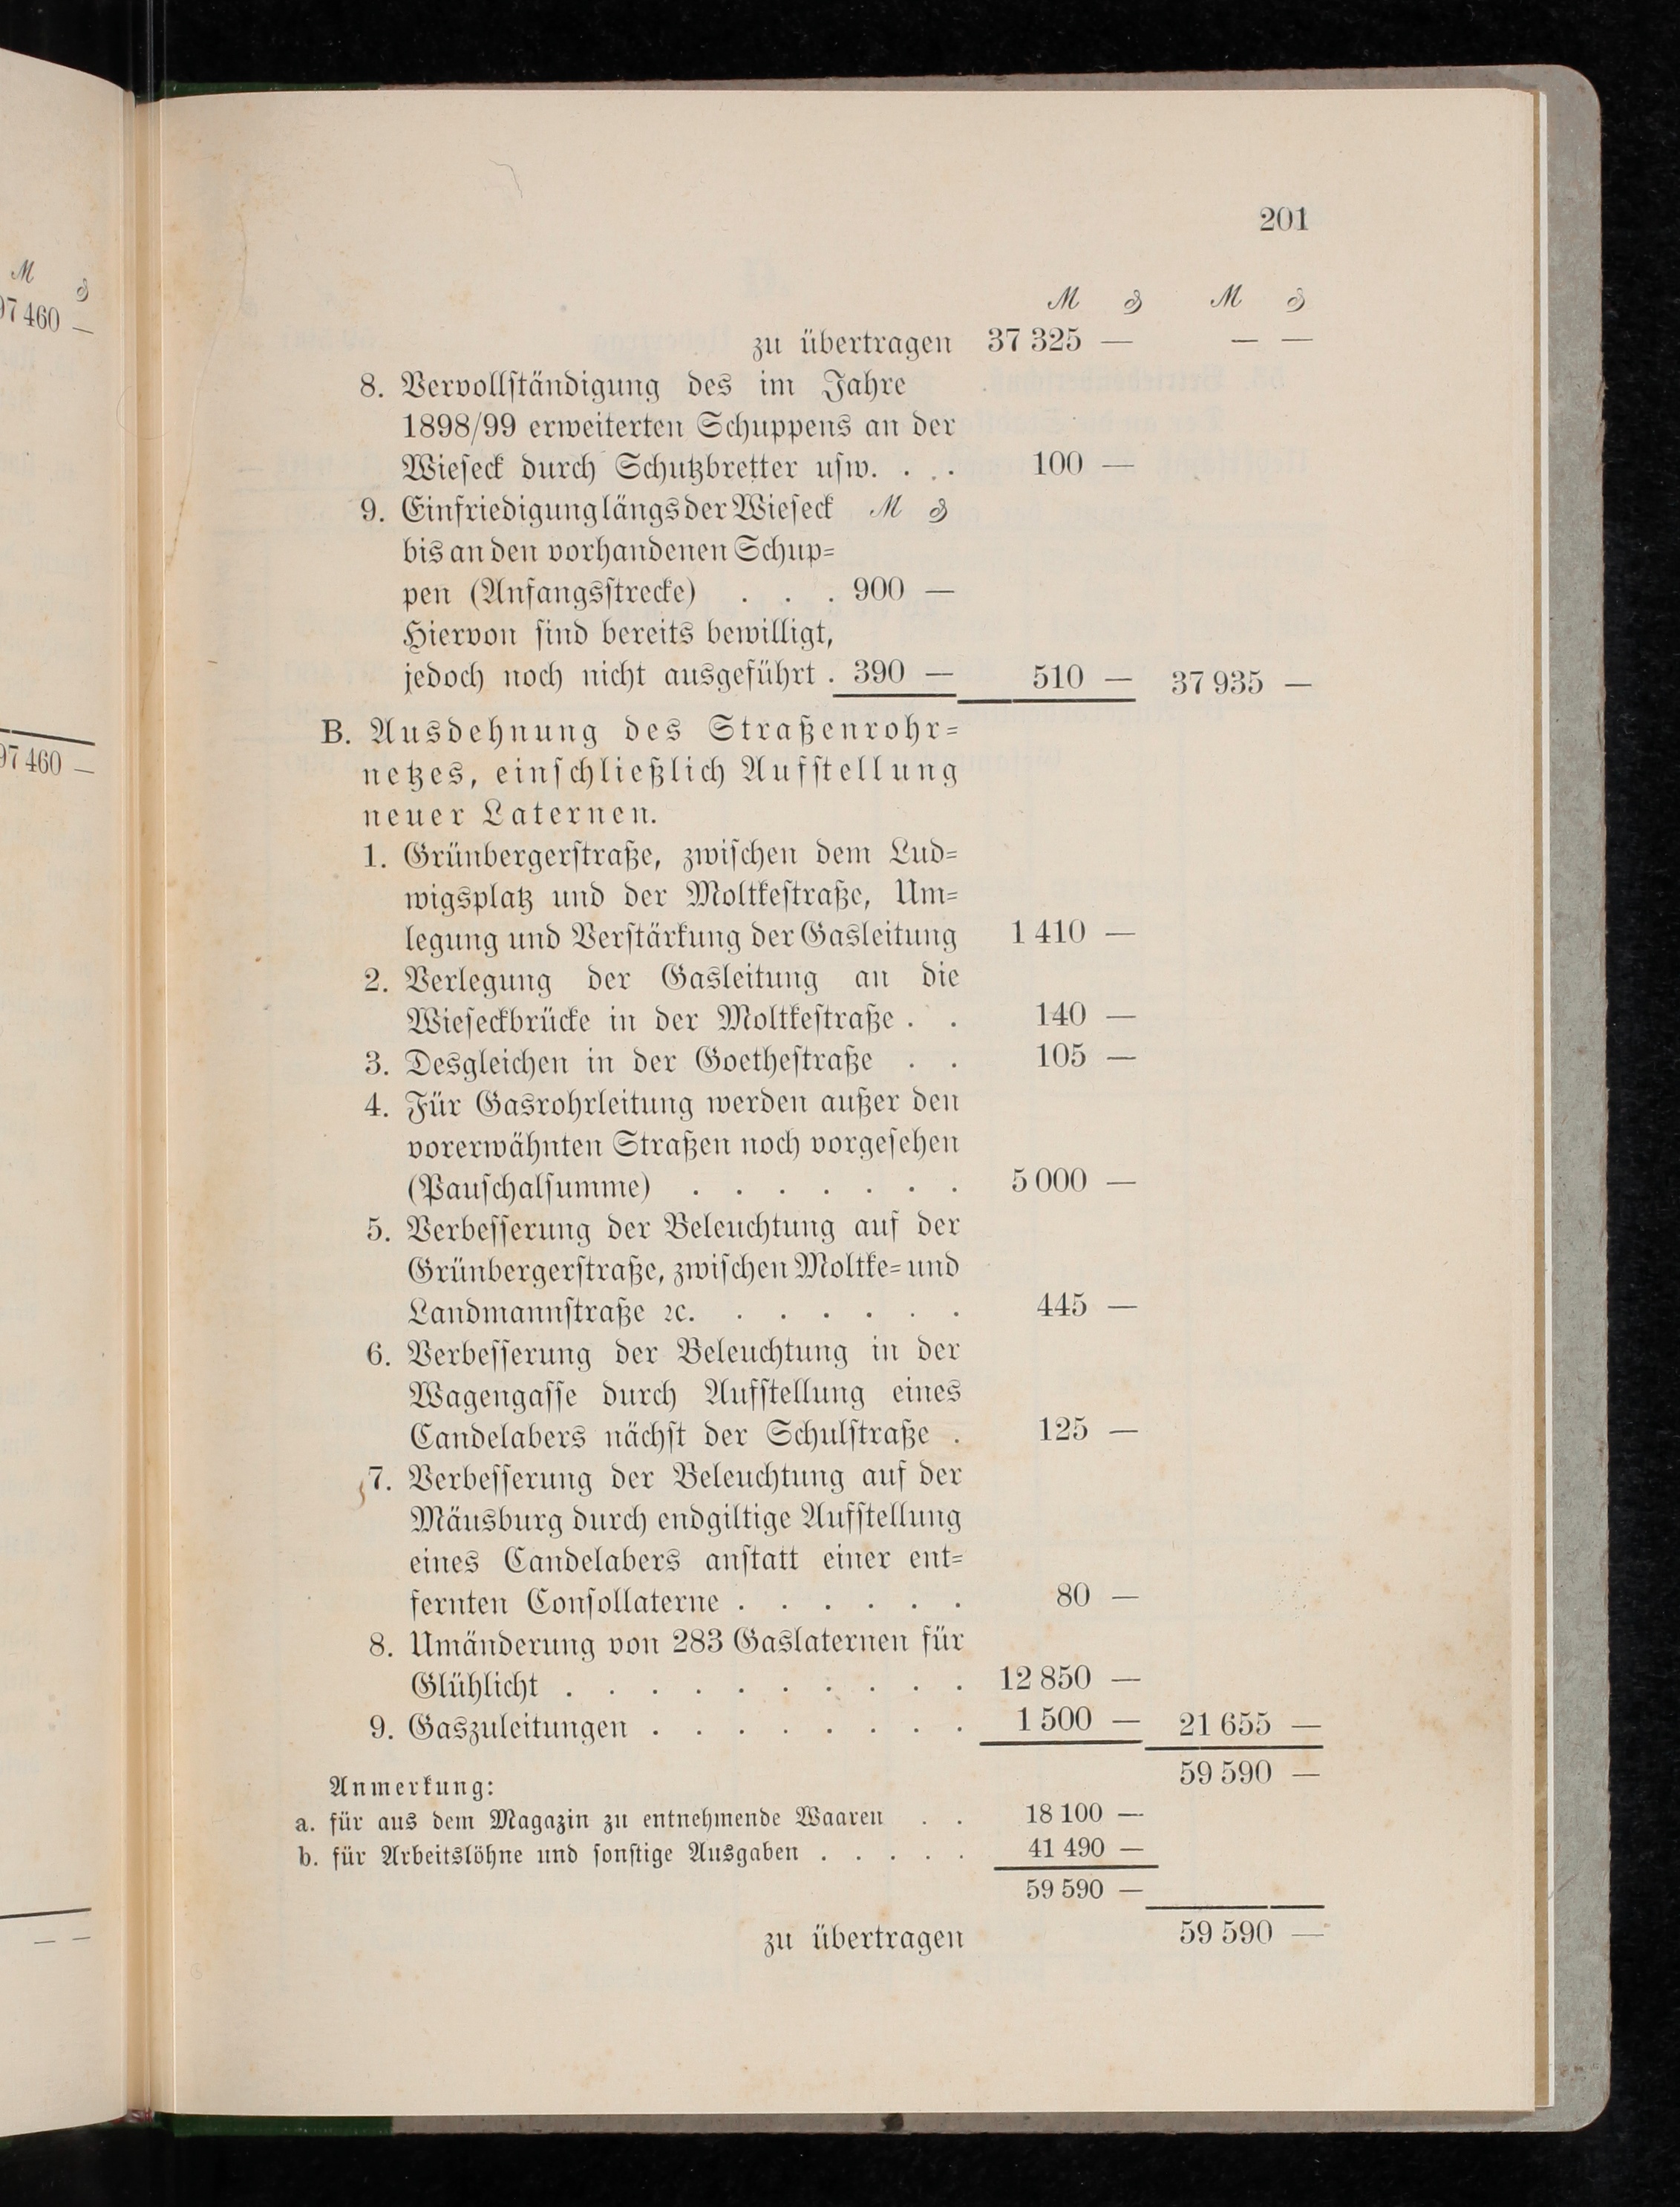 M ₰
97 460 —
97 460 —
— —
201
M ₰ M ₰
zu übertragen 37 325 — — —
8. Vervollſtändigung des im Jahre
1898/99 erweiterten Schuppens an der
Wieſeck durch Schutzbretter uſw. . . 100 —
9. Einfriedigung längs der Wieſeck M ₰
bis an den vorhandenen Schup=
pen (Anfangsſtrecke) . . . 900 —
Hiervon ſind bereits bewilligt,
jedoch noch nicht ausgeführt . 390 — 510 — 37 935 —
B. Ausdehnung des Straßenrohr=
netzes, einſchließlich Aufſtellung
neuer Laternen.
1. Grünbergerſtraße, zwiſchen dem Lud=
wigsplatz und der Moltkeſtraße, Um=
legung und Verſtärkung der Gasleitung 1 410 —
2. Verlegung der Gasleitung an die
Wieſeckbrücke in der Moltkeſtraße . . 140 —
3. Desgleichen in der Goetheſtraße . . 105 —
4. Für Gasrohrleitung werden außer den
vorerwähnten Straßen noch vorgeſehen
(Pauſchalſumme) . . . . . . . 5 000 —
5. Verbeſſerung der Beleuchtung auf der
Grünbergerſtraße, zwiſchen Moltke= und
Landmannſtraße ꝛc. . . . . . . 445 —
6. Verbeſſerung der Beleuchtung in der
Wagengaſſe durch Aufſtellung eines
Candelabers nächſt der Schulſtraße . 125 —
7. Verbeſſerung der Beleuchtung auf der
Mäusburg durch endgiltige Aufſtellung
eines Candelabers anſtatt einer ent=
fernten Conſollaterne . . . . . . 80 —
8. Umänderung von 283 Gaslaternen für
Glühlicht . . . . . . . . . . 12 850 —
9. Gaszuleitungen . . . . . . . . 1 500 — 21 655 —
59 590 —
Anmerkung:
a. für aus dem Magazin zu entnehmende Waaren . . 18 100 —
b. für Arbeitslöhne und ſonſtige Ausgaben . . . . . 41 490 —
59 590 —
zu übertragen 59 590 —